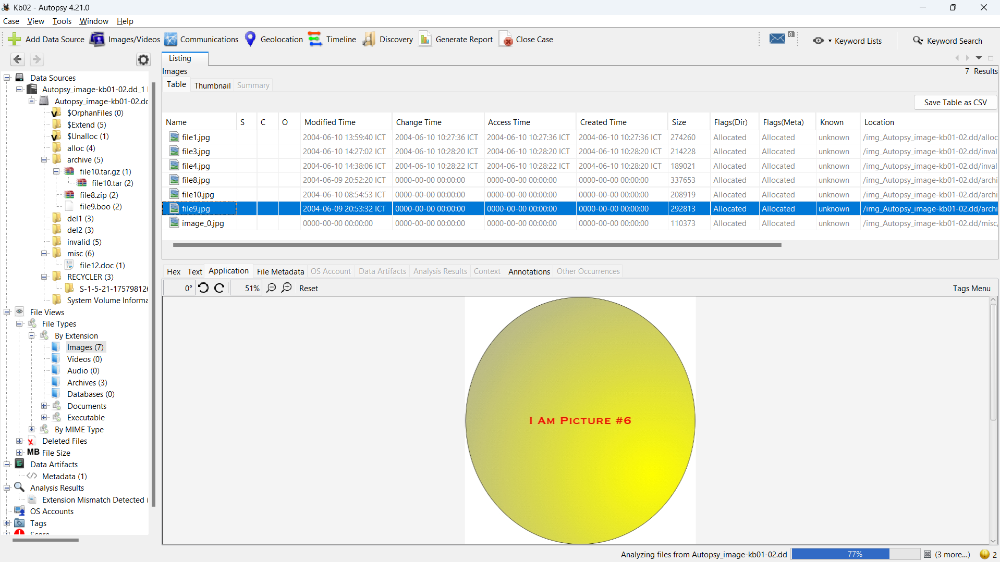 Kb02 - Autopsy 4.21.0
Case View Tools Window Help
Add Data Source Images/Videos Communications Geolocation Timeline Discovery Generate Report Close Case 8 Keyword Lists Keyword Search
Listing
Images 7 Results
Table Thumbnail Summary
Save Table as CSV
Name S C O Modified Time Change Time Access Time Created Time Size Flags(Dir) Flags(Meta) Known Location
file1.jpg 2004-06-10 13:59:40 ICT 2004-06-10 10:27:36 ICT 2004-06-10 10:27:36 ICT 2004-06-10 10:27:36 ICT 274260 Allocated Allocated unknown /img_Autopsy_image-kb01-02.dd/alloc
file3.jpg 2004-06-10 14:27:02 ICT 2004-06-10 10:28:20 ICT 2004-06-10 10:28:20 ICT 2004-06-10 10:28:20 ICT 214228 Allocated Allocated unknown /img_Autopsy_image-kb01-02.dd/inval
file4.jpg 2004-06-10 14:38:06 ICT 2004-06-10 10:28:22 ICT 2004-06-10 10:28:22 ICT 2004-06-10 10:28:20 ICT 189021 Allocated Allocated unknown /img_Autopsy_image-kb01-02.dd/inval
file8.jpg 2004-06-09 20:52:20 ICT 0000-00-00 00:00:00 0000-00-00 00:00:00 0000-00-00 00:00:00 337653 Allocated Allocated unknown /img_Autopsy_image-kb01-02.dd/archi
file10.jpg 2004-06-10 08:54:53 ICT 0000-00-00 00:00:00 0000-00-00 00:00:00 0000-00-00 00:00:00 208919 Allocated Allocated unknown /img_Autopsy_image-kb01-02.dd/archi
file9.jpg 2004-06-09 20:53:32 ICT 0000-00-00 00:00:00 0000-00-00 00:00:00 0000-00-00 00:00:00 292813 Allocated Allocated unknown /img_Autopsy_image-kb01-02.dd/archi
image_0.jpg 0000-00-00 00:00:00 0000-00-00 00:00:00 0000-00-00 00:00:00 0000-00-00 00:00:00 110373 Allocated Allocated unknown /img_Autopsy_image-kb01-02.dd/misc/
Data Sources
Autopsy_image-kb01-02.dd_1
Autopsy_image-kb01-02.dd
$OrphanFiles (0)
$Extend (5)
$Unalloc (1)
alloc (4)
archive (5)
file10.tar.gz (1)
file10.tar (2)
file8.zip (2)
file9.boo (2)
del1 (3)
del2 (3)
invalid (5)
misc (6)
file12.doc (1)
RECYCLER (3)
S-1-5-21-175798126
System Volume Informa
File Views
File Types
By Extension
Images (7)
Videos (0)
Audio (0)
Archives (3)
Databases (0)
Documents
Executable
By MIME Type
Deleted Files
MB File Size
Data Artifacts
Metadata (1)
Analysis Results
Extension Mismatch Detected (
OS Accounts
Tags
Score
Hex Text Application File Metadata OS Account Data Artifacts Analysis Results Context Annotations Other Occurrences
0° 51% Reset Tags Menu
I Am Picture #6
Analyzing files from Autopsy_image-kb01-02.dd 77% (3 more...) 2